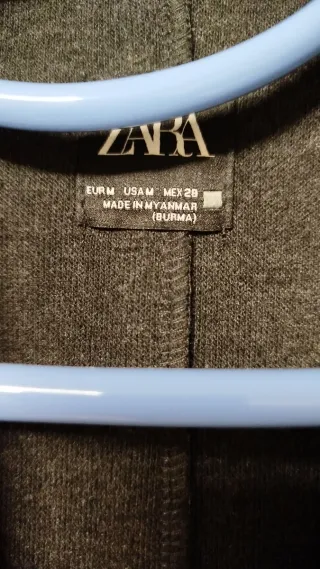 ZARA
EUR M USA M MEX 28
MADE IN MYANMAR
(BURMA)